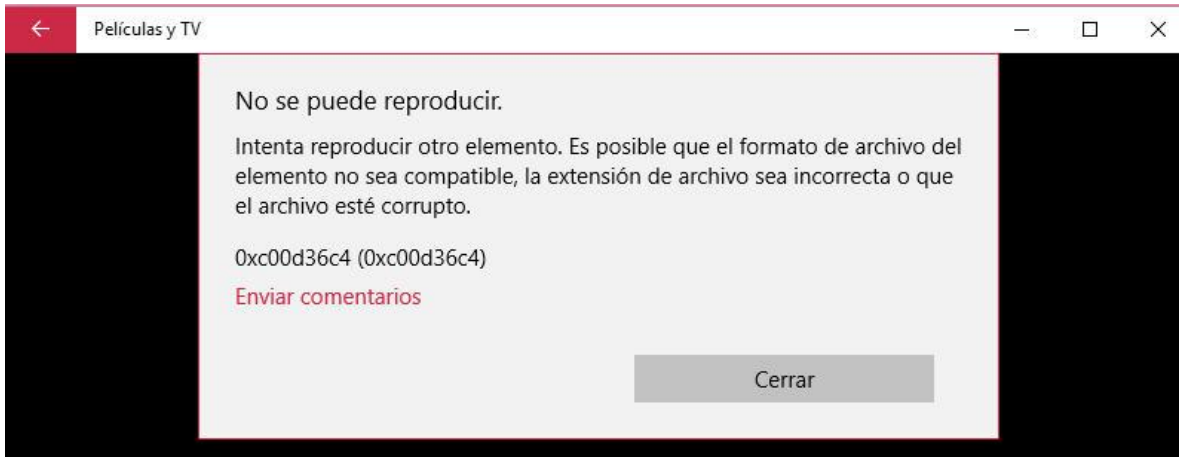 Películas y TV
No se puede reproducir.
Intenta reproducir otro elemento. Es posible que el formato de archivo del
elemento no sea compatible, la extensión de archivo sea incorrecta o que
el archivo esté corrupto.
0xc00d36c4 (0xc00d36c4)
Enviar comentarios
Cerrar